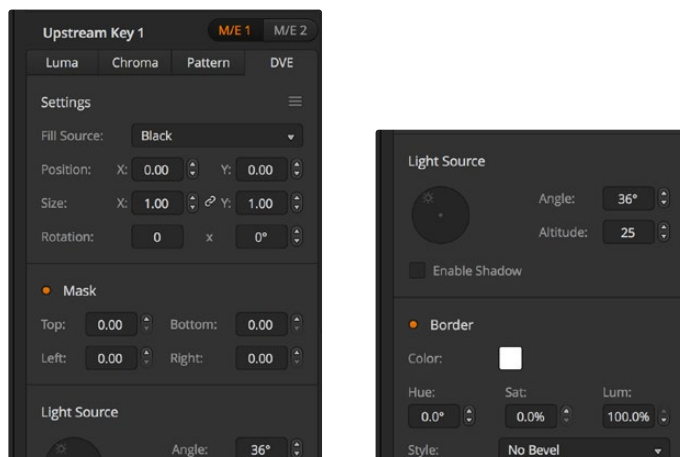 Upstream Key 1 M/E 1 M/E 2
Luma Chroma Pattern DVE
Settings
Fill Source: Black
Position: X: 0.00 Y: 0.00
Size: X: 1.00 Y: 1.00
Rotation: 0 x 0°
Mask
Top: 0.00 Bottom: 0.00
Left: 0.00 Right: 0.00
Light Source
Angle: 36°
Light Source
Angle: 36°
Altitude: 25
Enable Shadow
Border
Color:
Hue: Sat: Lum:
0.0° 0.0% 100.0%
Style: No Bevel